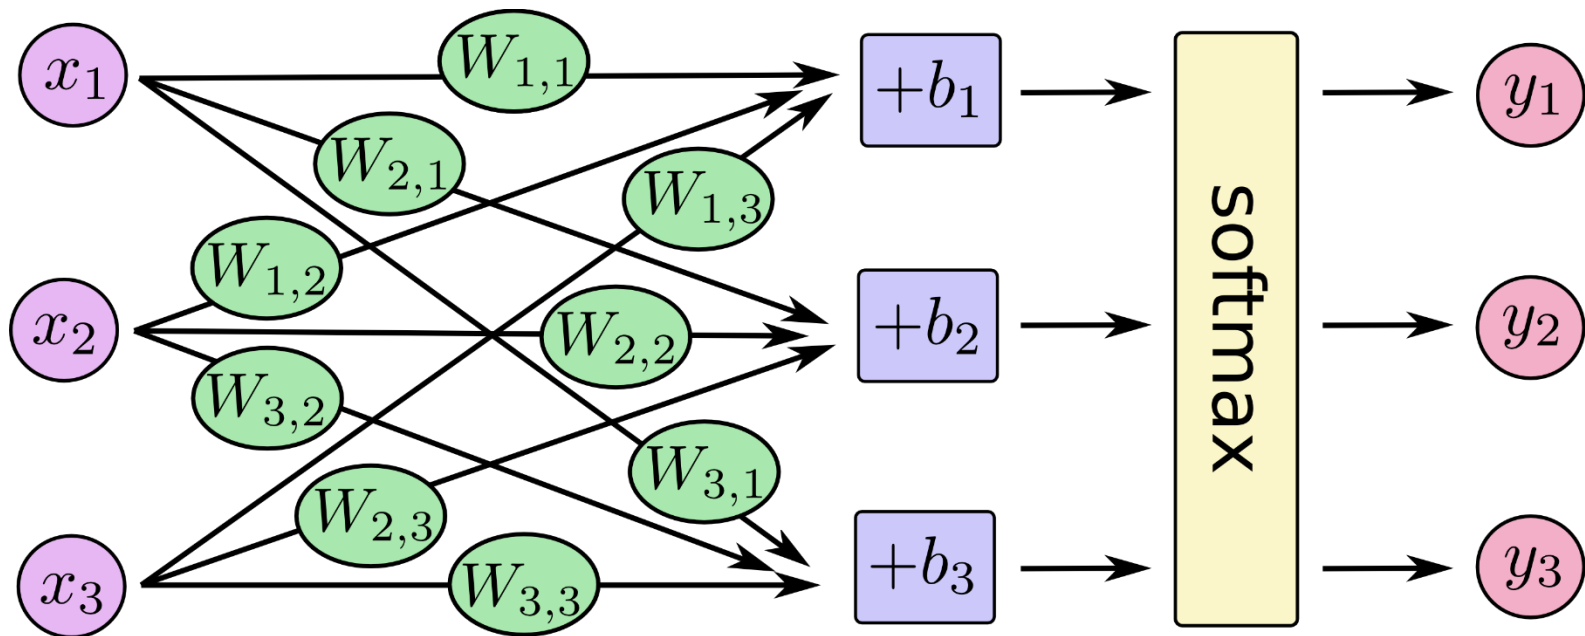 x₁
W₁,₁
+b₁
y₁
W₂,₁
W₁,₃
W₁,₂
softmax
x₂
W₂,₂
+b₂
y₂
W₃,₂
W₃,₁
W₂,₃
x₃
W₃,₃
+b₃
y₃